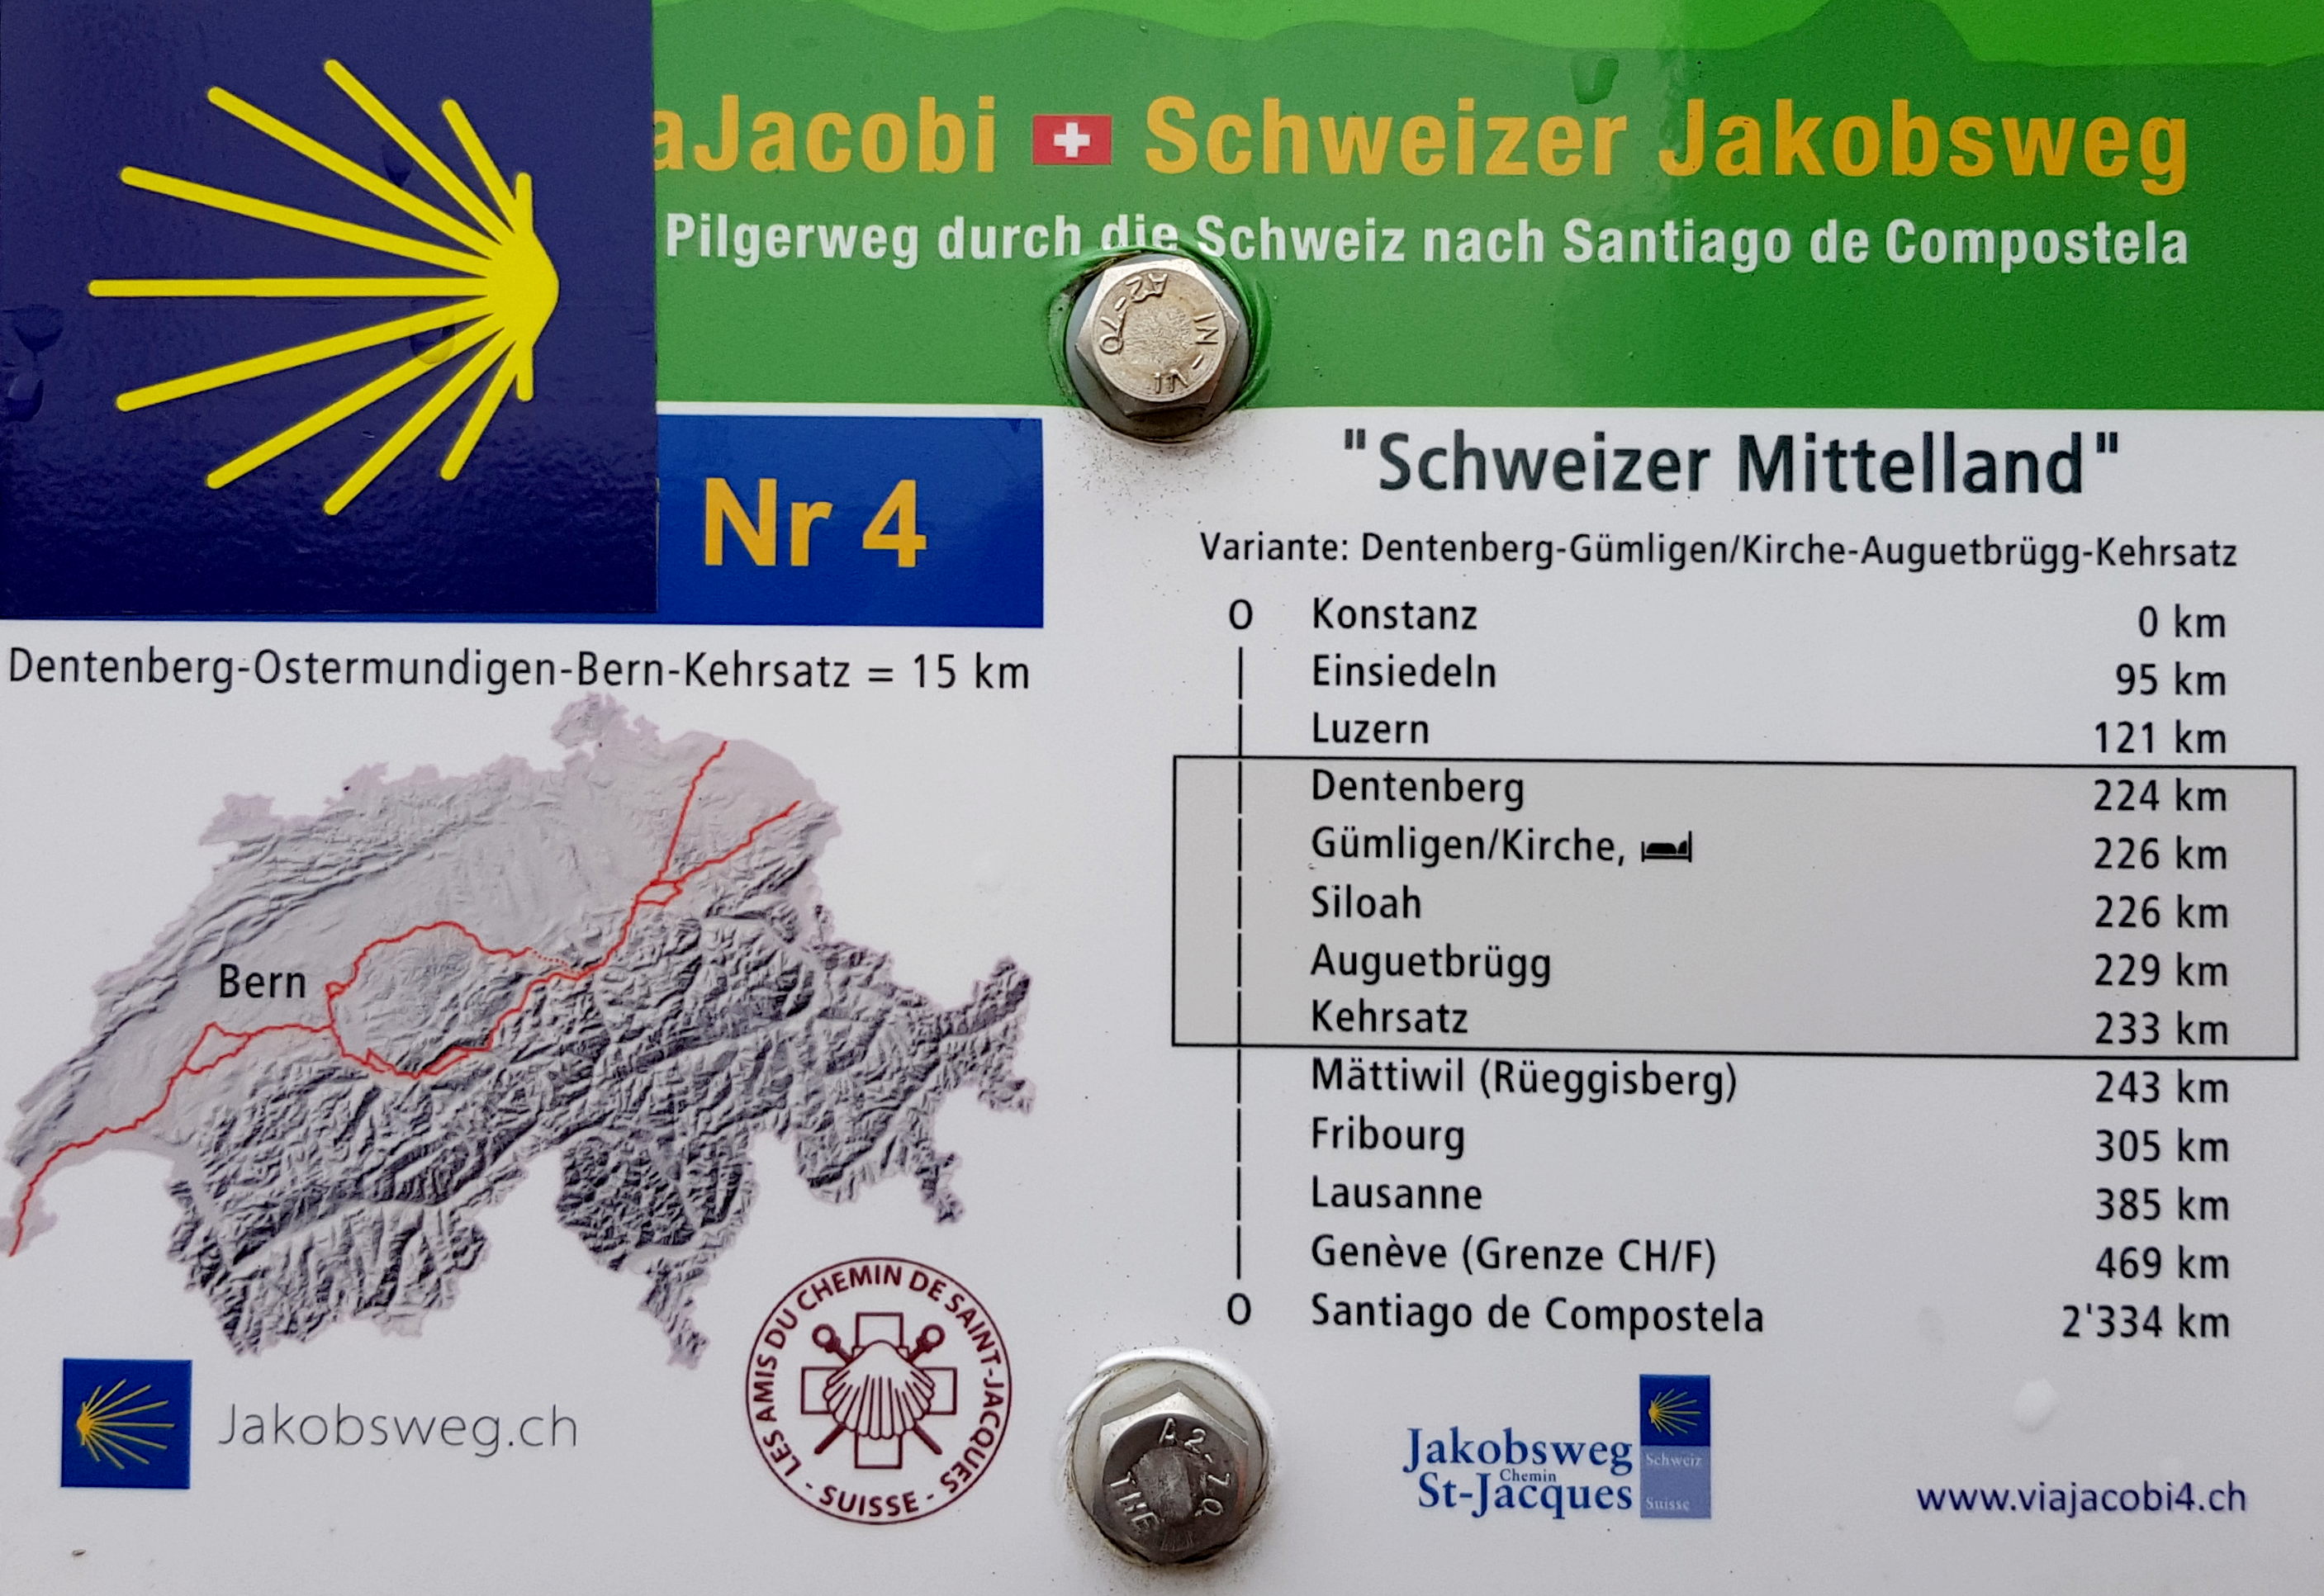 aJacobi Schweizer Jakobsweg
Pilgerweg durch die Schweiz nach Santiago de Compostela
Nr 4
Dentenberg-Ostermundigen-Bern-Kehrsatz = 15 km
Bern
"Schweizer Mittelland"
Variante: Dentenberg-Gümligen/Kirche-Auguetbrügg-Kehrsatz
Konstanz 0 km
Einsiedeln 95 km
Luzern 121 km
Dentenberg 224 km
Gümligen/Kirche, 226 km
Siloah 226 km
Auguetbrügg 229 km
Kehrsatz 233 km
Mättiwil (Rüeggisberg) 243 km
Fribourg 305 km
Lausanne 385 km
Genève (Grenze CH/F) 469 km
Santiago de Compostela 2'334 km
Jakobsweg.ch
LES AMIS DU CHEMIN DE SAINT-JACQUES - SUISSE -
Jakobsweg
Chemin
St-Jacques
Schweiz
Suisse
www.viajacobi4.ch
A2-70
A2-70
THE